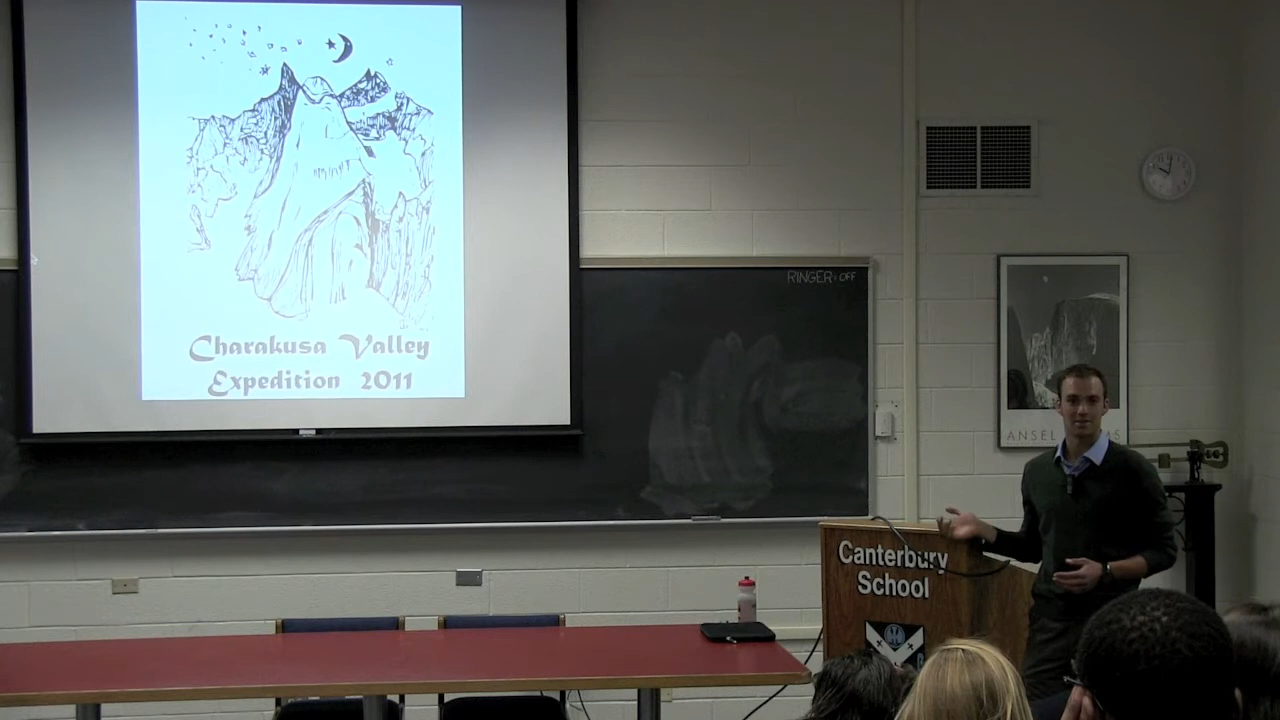 Charakusa Valley
Expedition 2011
RINGER: OFF
ANSEL
Canterbury
School